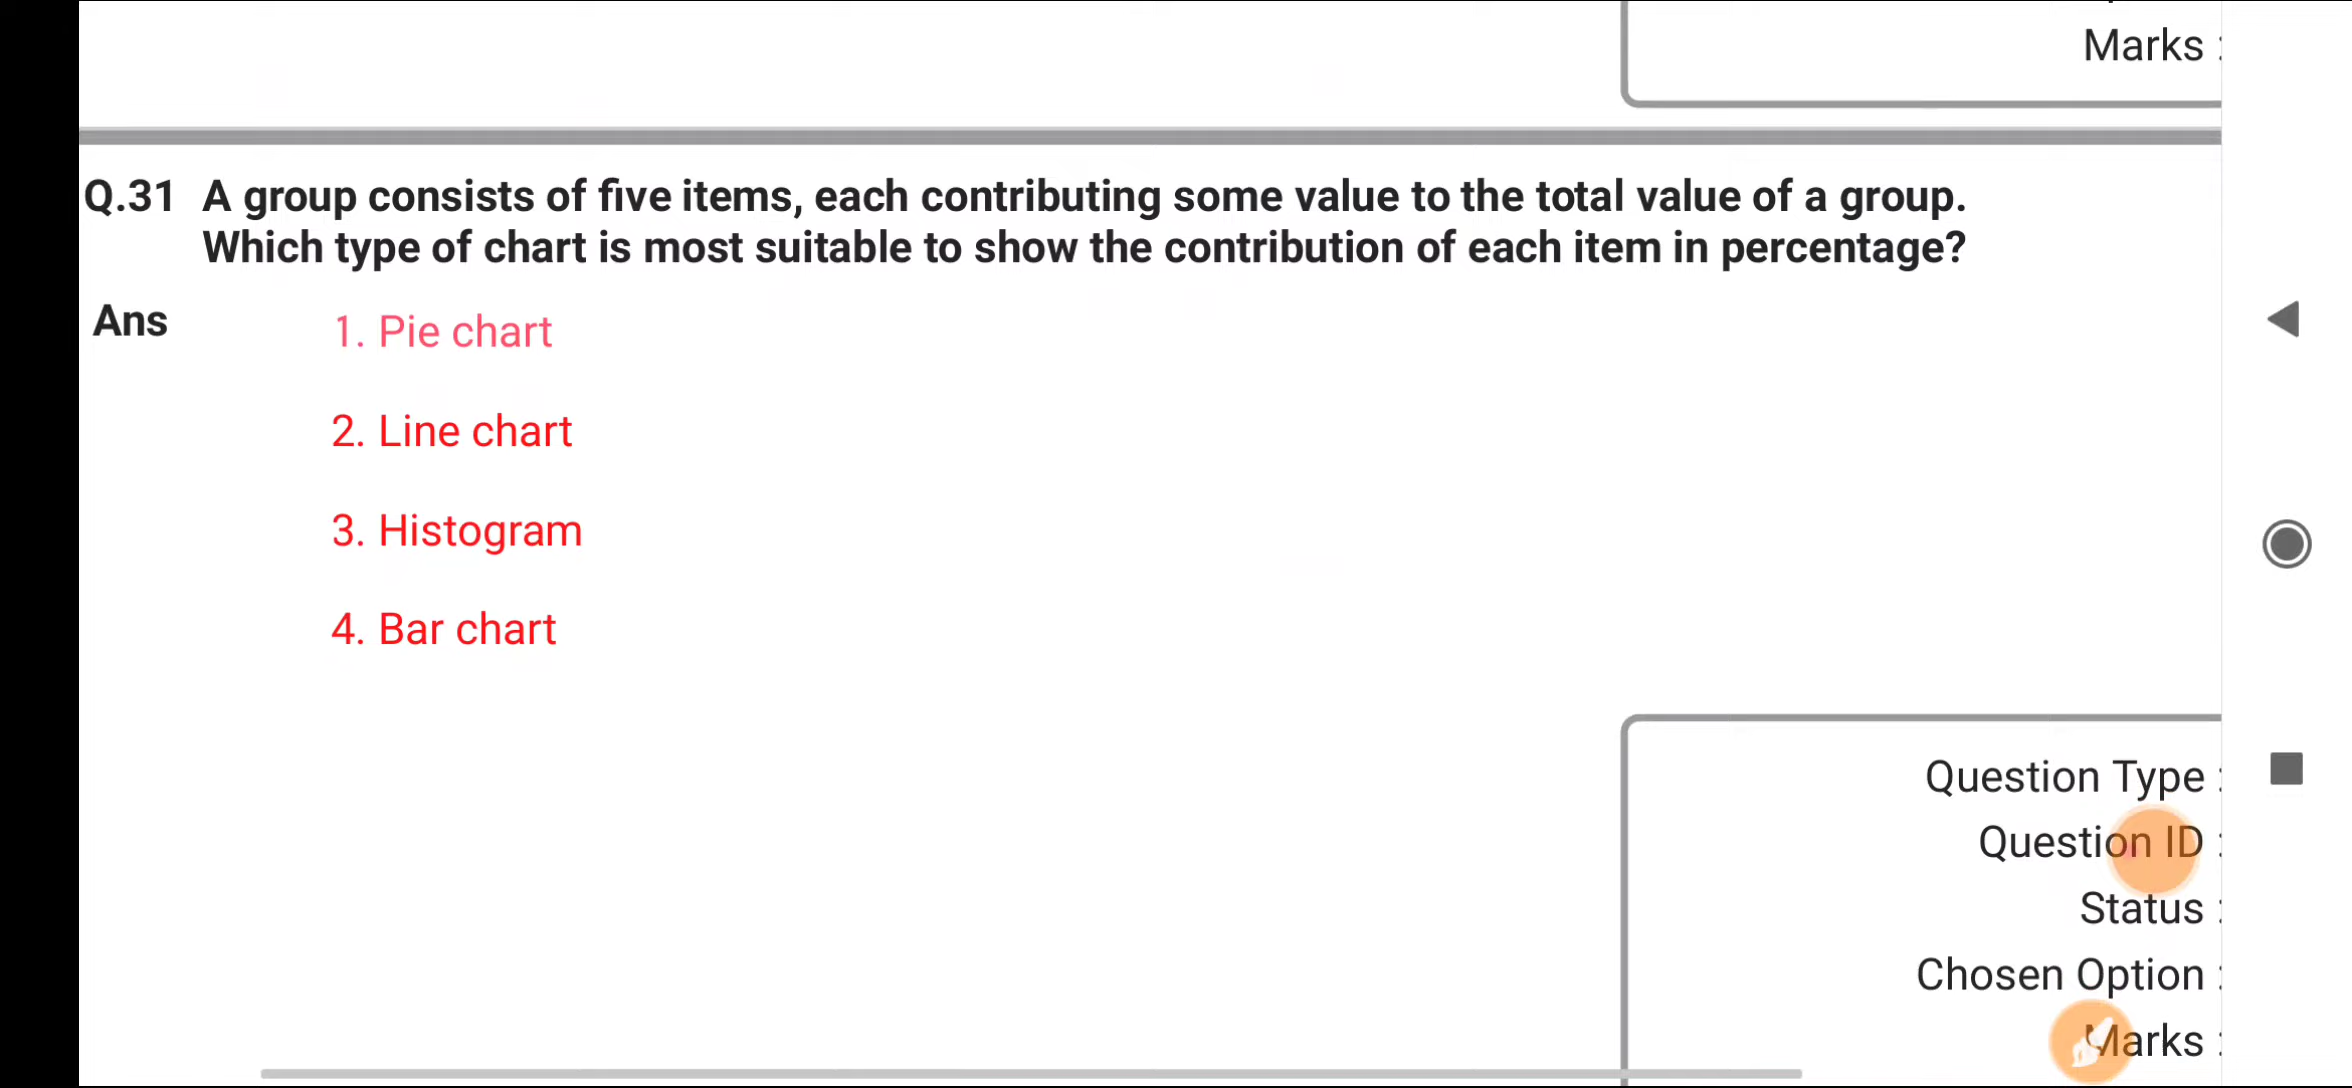 Marks :
Q.31 A group consists of five items, each contributing some value to the total value of a group.
Which type of chart is most suitable to show the contribution of each item in percentage?
Ans
1. Pie chart
2. Line chart
3. Histogram
4. Bar chart
Question Type :
Question ID :
Status :
Chosen Option :
Marks :